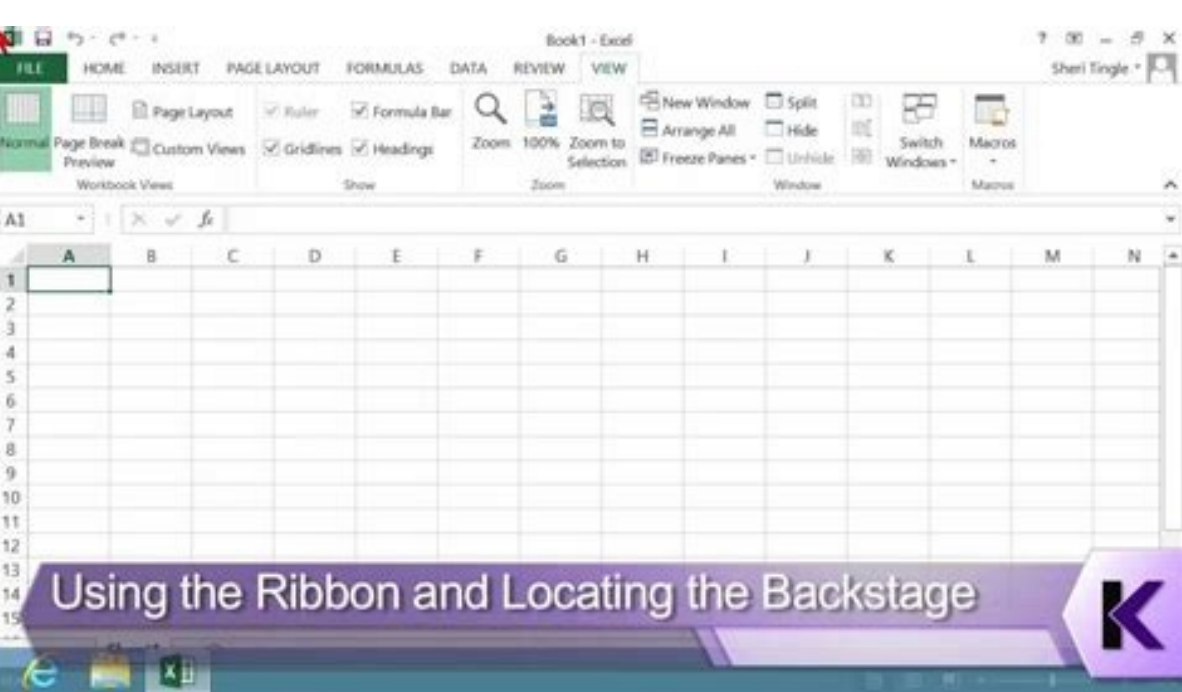 Book1 - Excel
?
FILE HOME INSERT PAGE LAYOUT FORMULAS DATA REVIEW VIEW Sheri Tingle
Normal Page Break Preview Page Layout Custom Views
Workbook Views
Ruler Formula Bar
Gridlines Headings
Show
Zoom 100% Zoom to Selection
Zoom
New Window Split
Arrange All Hide
Freeze Panes Unhide
Switch Windows
Window
Macros
Macros
A1 fx
A B C D E F G H I J K L M N
1
2
3
4
5
6
7
8
9
10
11
12
13
14
15
Using the Ribbon and Locating the Backstage
K